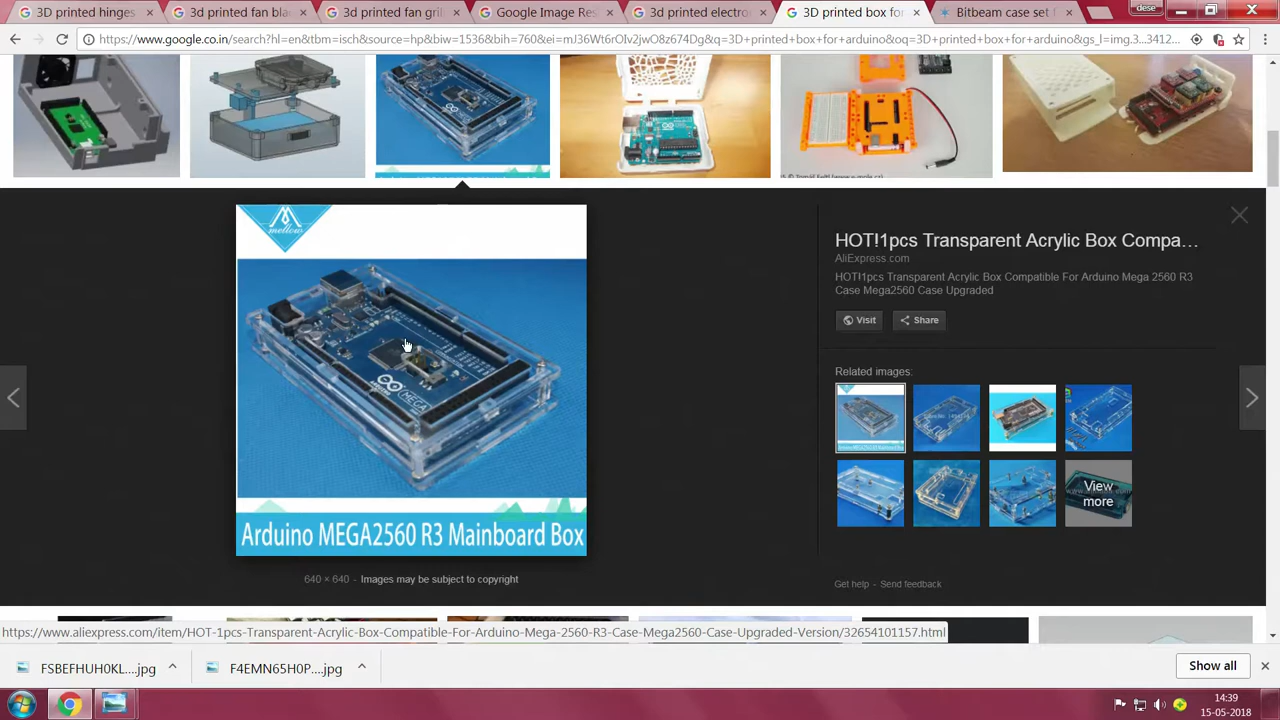 3D printed hinges
3d printed fan bla
3d printed fan gril
Google Image Res
3d printed electro
3D printed box for
Bitbeam case set
dese
https://www.google.co.in/search?hl=en&tbm=isch&source=hp&biw=1536&bih=760&ei=mJ36Wt6rOIv2jwO8z674Dg&q=3D+printed+box+for+arduino&oq=3D+printed+box+for+arduino&gs_l=img.3...3412...
mellow
Arduino MEGA2560 R3 Mainboard Box
640 × 640 - Images may be subject to copyright
HOT!1pcs Transparent Acrylic Box Compa...
AliExpress.com
HOT!1pcs Transparent Acrylic Box Compatible For Arduino Mega 2560 R3
Case Mega2560 Case Upgraded
Visit
Share
Related images:
View
more
Get help - Send feedback
https://www.aliexpress.com/item/HOT-1pcs-Transparent-Acrylic-Box-Compatible-For-Arduino-Mega-2560-R3-Case-Mega2560-Case-Upgraded-Version/32654101157.html
FSBEFHUH0KL....jpg
F4EMN65H0P....jpg
Show all
14:39
15-05-2018